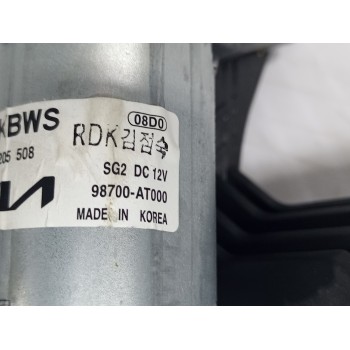 KBWS
08D0
RDK김점숙
205 508
SG2 DC 12V
98700-AT000
MADE IN KOREA